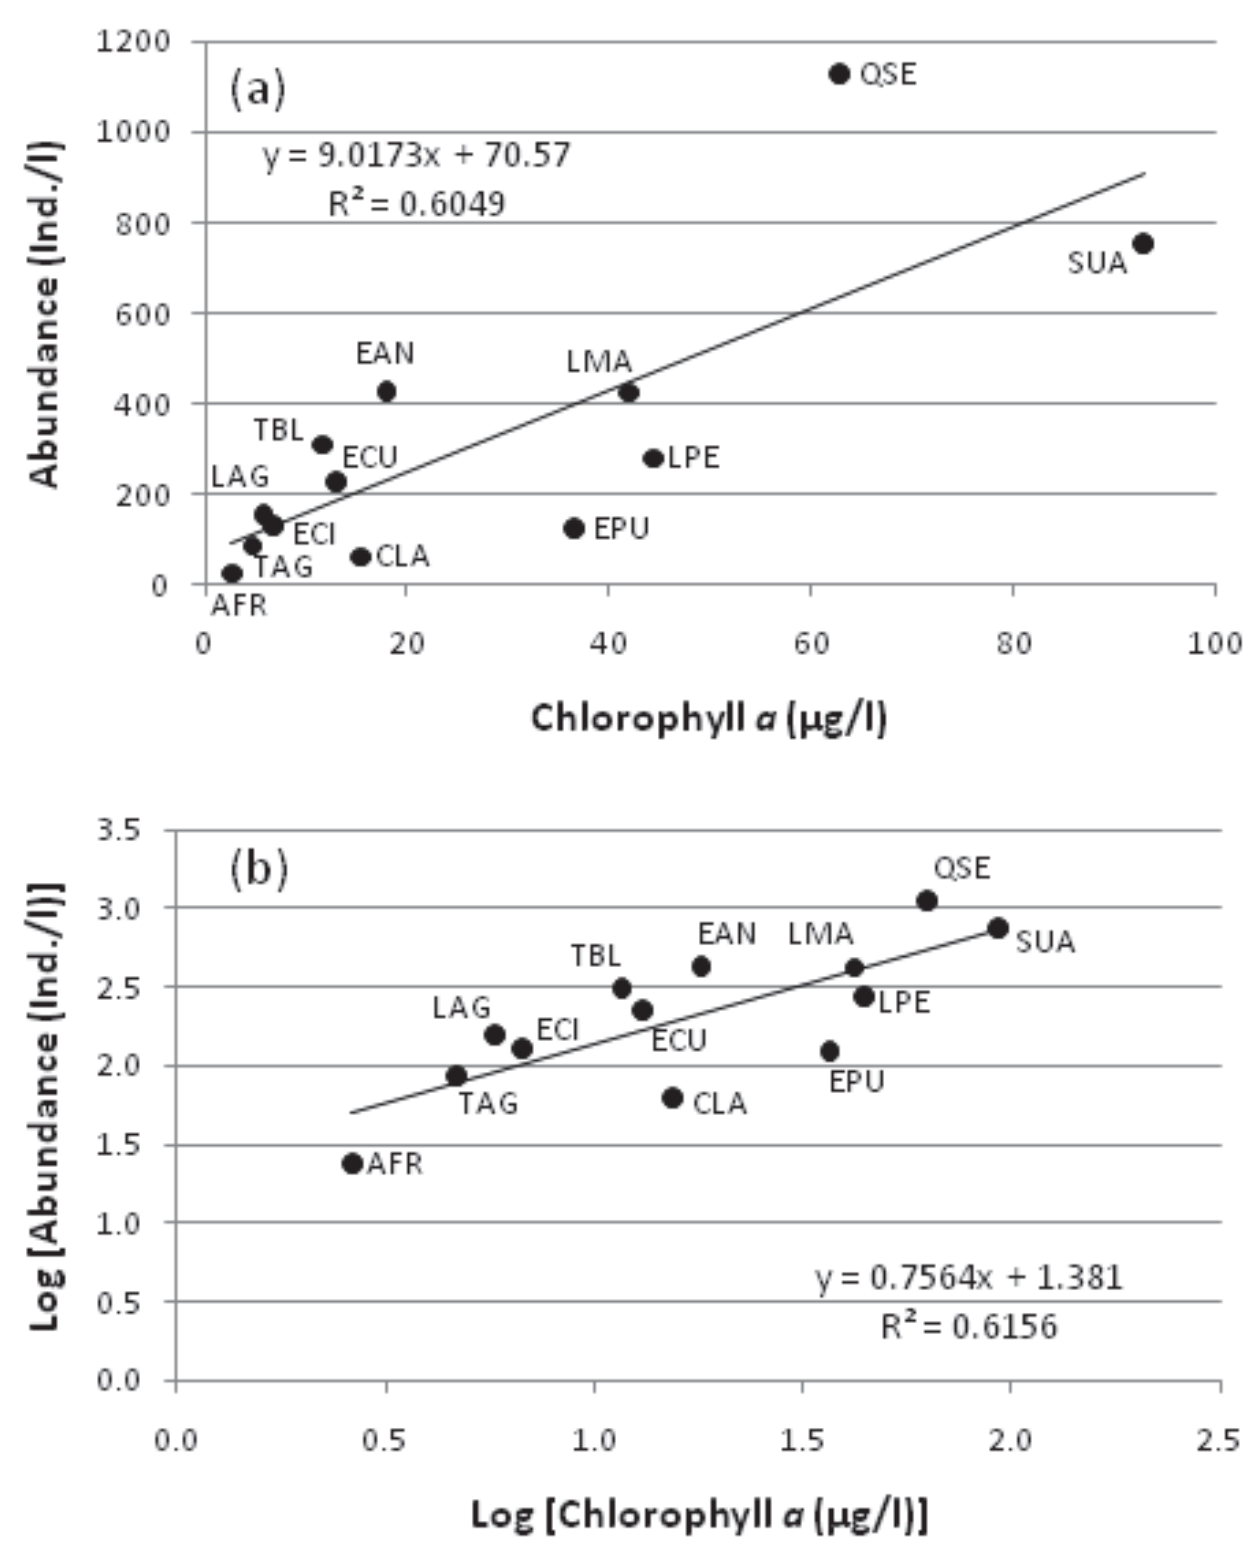 1200
(a)
QSE
1000
y = 9.0173x + 70.57
R² = 0.6049
800
SUA
600
EAN
LMA
400
TBL
ECU
LPE
LAG
200
ECI
EPU
TAG
CLA
0
AFR
0 20 40 60 80 100
Abundance (Ind./l)
Chlorophyll a (µg/l)
3.5
(b)
QSE
3.0
EAN
LMA
SUA
TBL
2.5
LAG
ECI
LPE
ECU
2.0
EPU
TAG
CLA
1.5
AFR
1.0
y = 0.7564x + 1.381
0.5
R² = 0.6156
0.0
0.0 0.5 1.0 1.5 2.0 2.5
Log [Abundance (Ind./l)]
Log [Chlorophyll a (µg/l)]